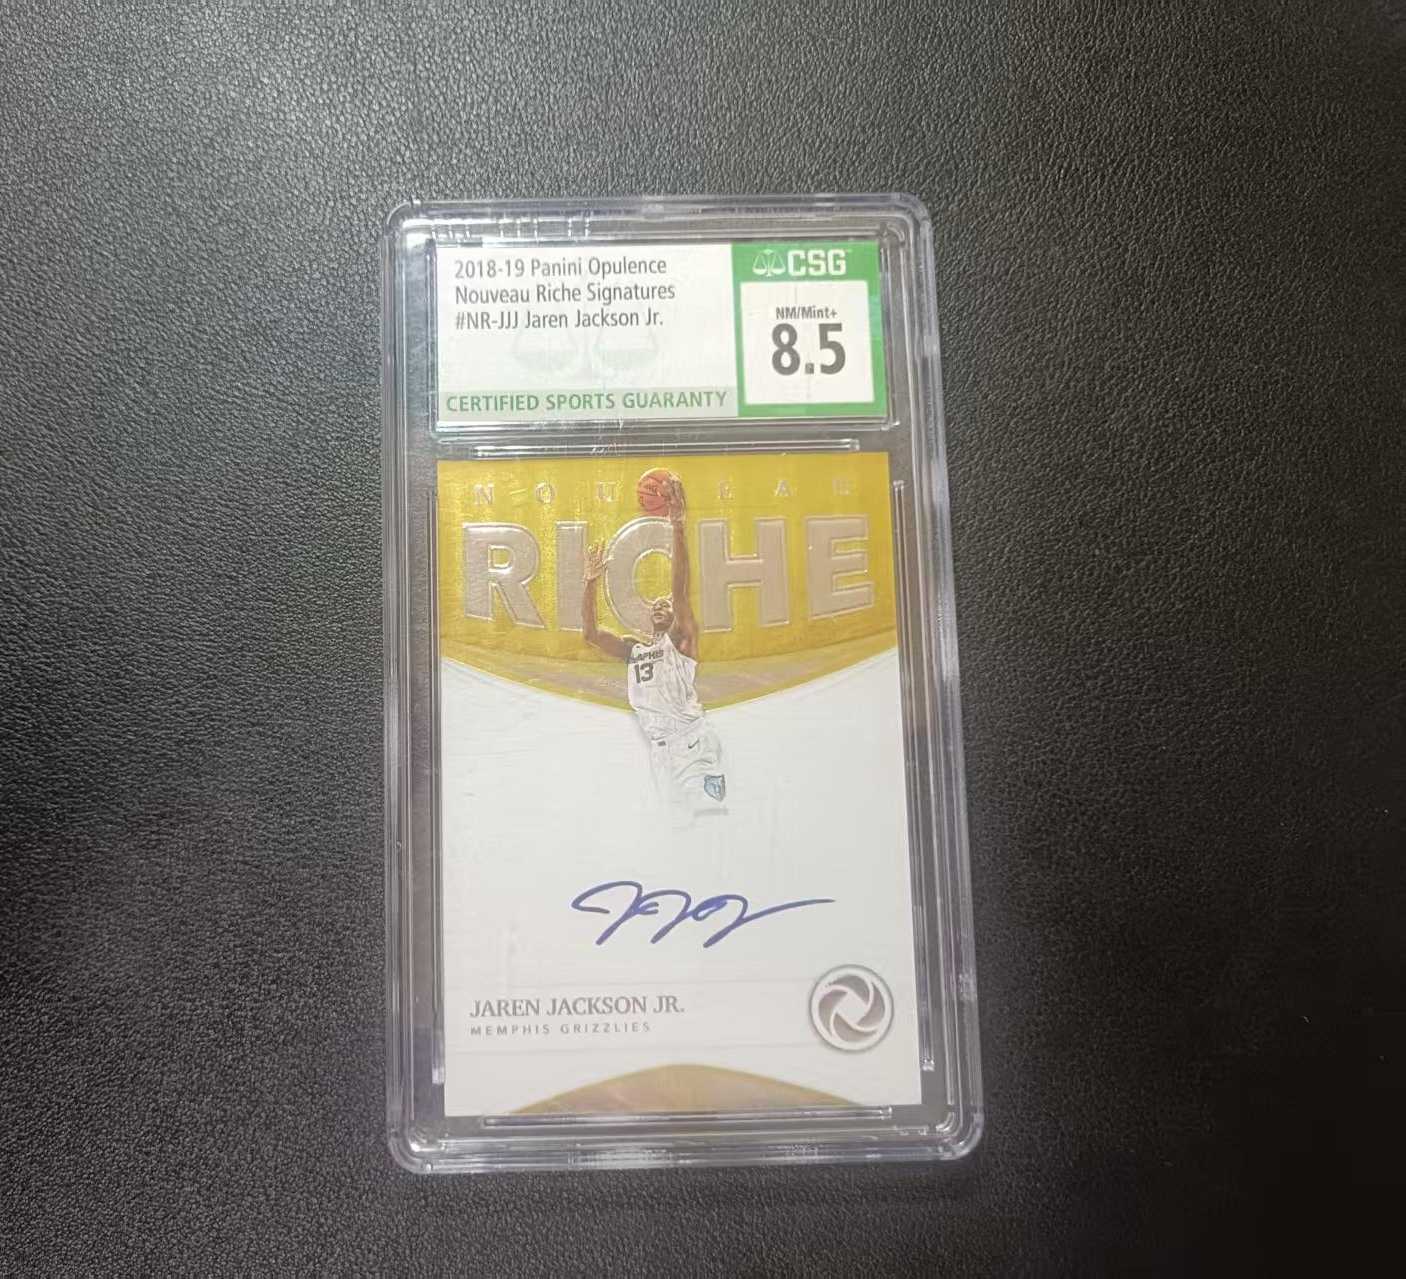 2018-19 Panini Opulence
Nouveau Riche Signatures
#NR-JJJ Jaren Jackson Jr.
CSG
NM/Mint+
8.5
CERTIFIED SPORTS GUARANTY
NOUVEAU
RICHE
13
JAREN JACKSON JR.
MEMPHIS GRIZZLIES